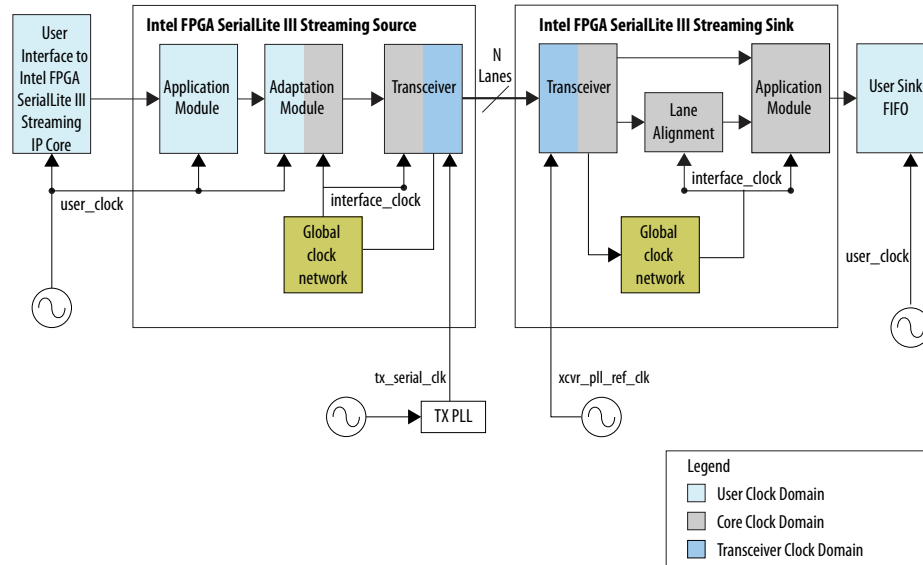 Intel FPGA SerialLite III Streaming Source
Intel FPGA SerialLite III Streaming Sink
User
Interface to
Intel FPGA
SerialLite III
Streaming
IP Core
Application
Module
Adaptation
Module
Transceiver
N
Lanes
Transceiver
Lane
Alignment
Application
Module
User Sink
FIFO
user_clock
interface_clock
Global
clock
network
interface_clock
Global
clock
network
user_clock
tx_serial_clk
TX PLL
xcvr_pll_ref_clk
Legend
User Clock Domain
Core Clock Domain
Transceiver Clock Domain